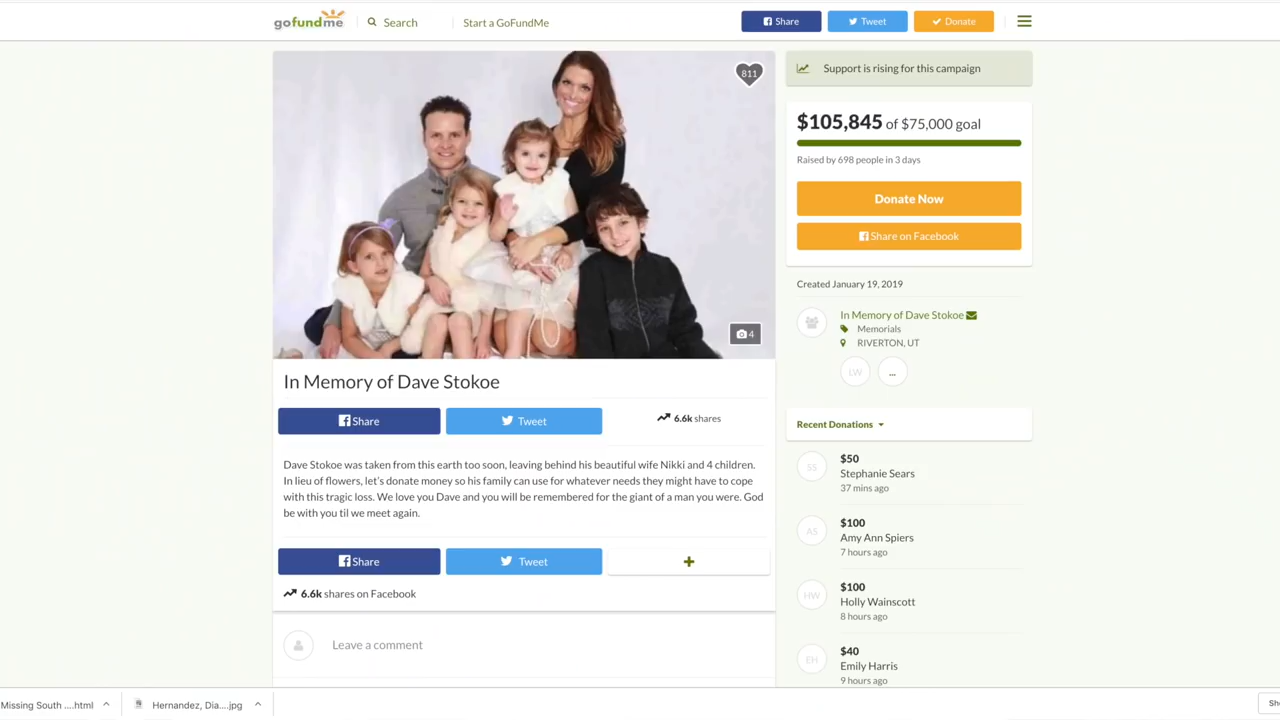 gofundme
Search
Start a GoFundMe
Share
Tweet
Donate
811
4
In Memory of Dave Stokoe
Share
Tweet
6.6k shares
Dave Stokoe was taken from this earth too soon, leaving behind his beautiful wife Nikki and 4 children.
In lieu of flowers, let's donate money so his family can use for whatever needs they might have to cope
with this tragic loss. We love you Dave and you will be remembered for the giant of a man you were. God
be with you til we meet again.
Share
Tweet
6.6k shares on Facebook
Leave a comment
Support is rising for this campaign
$105,845 of $75,000 goal
Raised by 698 people in 3 days
Donate Now
Share on Facebook
Created January 19, 2019
In Memory of Dave Stokoe
Memorials
RIVERTON, UT
LW
...
Recent Donations
SS
$50
Stephanie Sears
37 mins ago
AS
$100
Amy Ann Spiers
7 hours ago
HW
$100
Holly Wainscott
8 hours ago
EH
$40
Emily Harris
9 hours ago
Missing South ....html
Hernandez, Dia....jpg